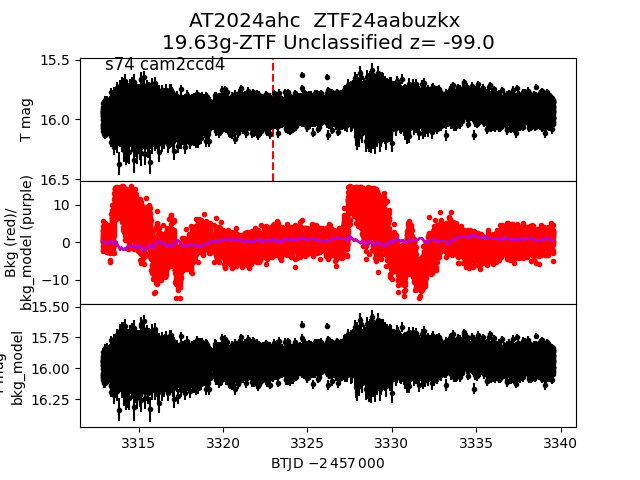 AT2024ahc  ZTF24aabuzkx
19.63g-ZTF Unclassified z= -99.0
s74 cam2ccd4
15.5
16.0
16.5
T mag
10
0
−10
Bkg (red)/
bkg_model (purple)
15.50
15.75
16.00
16.25
mag
bkg_model
3315
3320
3325
3330
3335
3340
BTJD −2 457 000